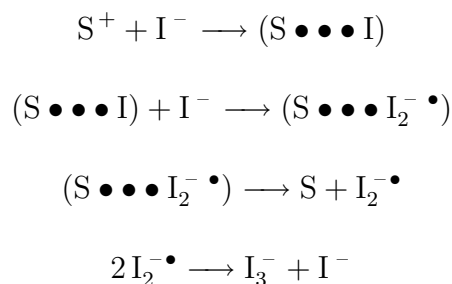 S⁺ + I⁻ ⟶ (S ● ● ● I)
(S ● ● ● I) + I⁻ ⟶ (S ● ● ● I₂⁻ •)
(S ● ● ● I₂⁻ •) ⟶ S + I₂⁻•
2 I₂⁻• ⟶ I₃⁻ + I⁻